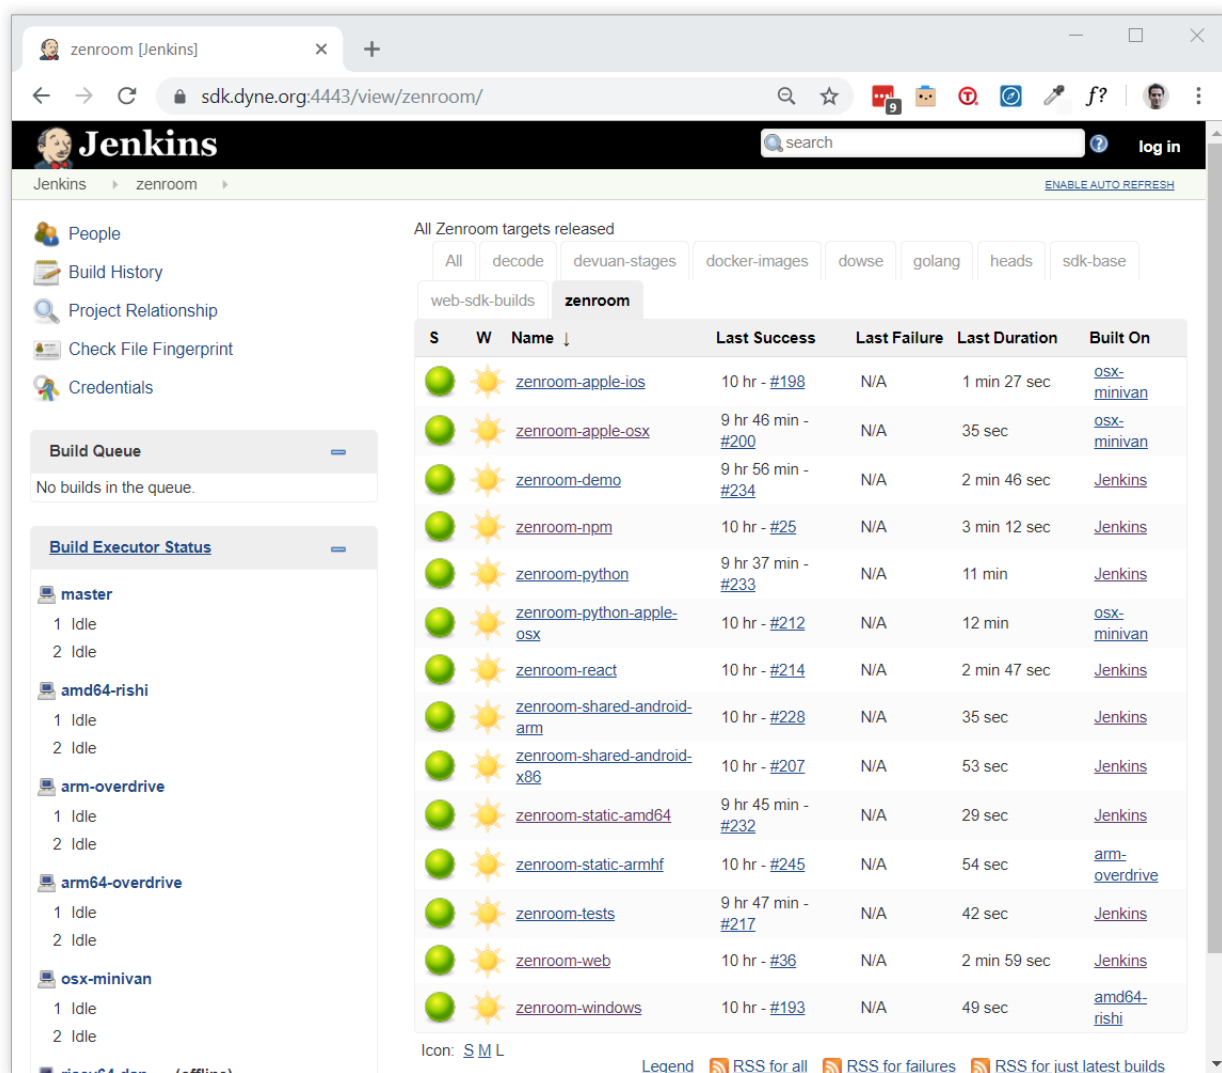 zenroom [Jenkins]
sdk.dyne.org:4443/view/zenroom/
9
f?
Jenkins
search
log in
Jenkins
zenroom
ENABLE AUTO REFRESH
People
Build History
Project Relationship
Check File Fingerprint
Credentials
Build Queue
No builds in the queue.
Build Executor Status
master
1 Idle
2 Idle
amd64-rishi
1 Idle
2 Idle
arm-overdrive
1 Idle
2 Idle
arm64-overdrive
1 Idle
2 Idle
osx-minivan
1 Idle
2 Idle
(offline)
All Zenroom targets released
All decode devuan-stages docker-images dowse golang heads sdk-base
web-sdk-builds zenroom
S W Name ↓ Last Success Last Failure Last Duration Built On
zenroom-apple-ios 10 hr - #198 N/A 1 min 27 sec osx-
minivan
zenroom-apple-osx 9 hr 46 min - N/A 35 sec osx-
#200 minivan
zenroom-demo 9 hr 56 min - N/A 2 min 46 sec Jenkins
#234
zenroom-npm 10 hr - #25 N/A 3 min 12 sec Jenkins
zenroom-python 9 hr 37 min - N/A 11 min Jenkins
#233
zenroom-python-apple- 10 hr - #212 N/A 12 min osx-
osx minivan
zenroom-react 10 hr - #214 N/A 2 min 47 sec Jenkins
zenroom-shared-android- 10 hr - #228 N/A 35 sec Jenkins
arm
zenroom-shared-android- 10 hr - #207 N/A 53 sec Jenkins
x86
zenroom-static-amd64 9 hr 45 min - N/A 29 sec Jenkins
#232
zenroom-static-armhf 10 hr - #245 N/A 54 sec arm-
overdrive
zenroom-tests 9 hr 47 min - N/A 42 sec Jenkins
#217
zenroom-web 10 hr - #36 N/A 2 min 59 sec Jenkins
zenroom-windows 10 hr - #193 N/A 49 sec amd64-
rishi
Icon: S M L
Legend RSS for all RSS for failures RSS for just latest builds